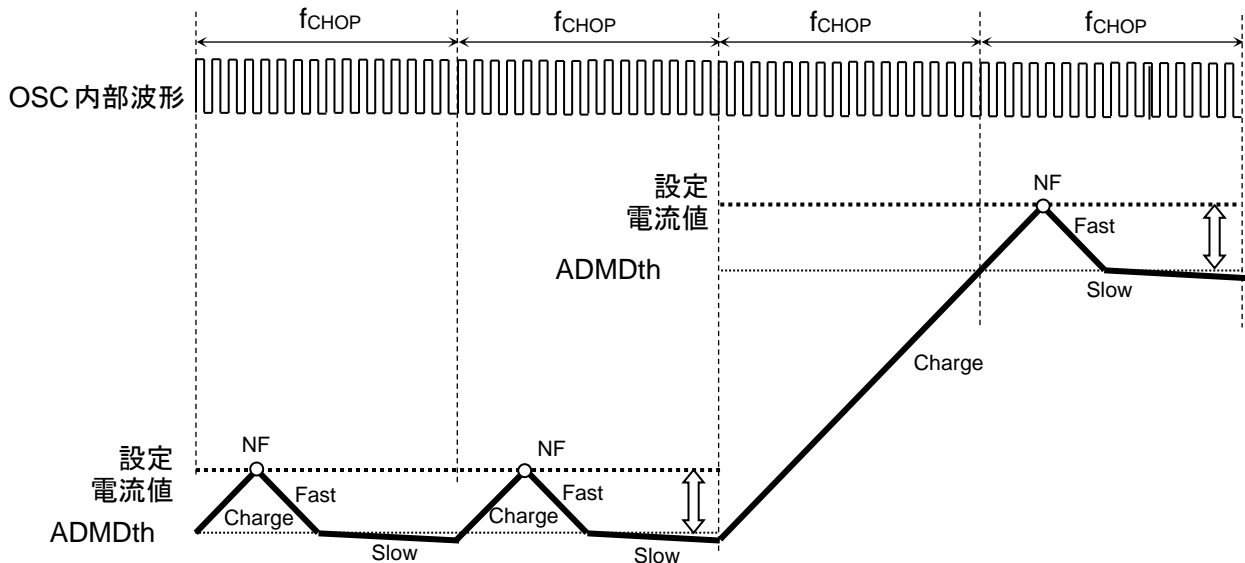 fCHOP fCHOP fCHOP fCHOP
OSC 内部波形
設定
電流値
NF
Fast
ADMDth
Slow
Charge
設定
電流値
NF
NF
Fast
Fast
Charge
Charge
ADMDth
Slow
Slow